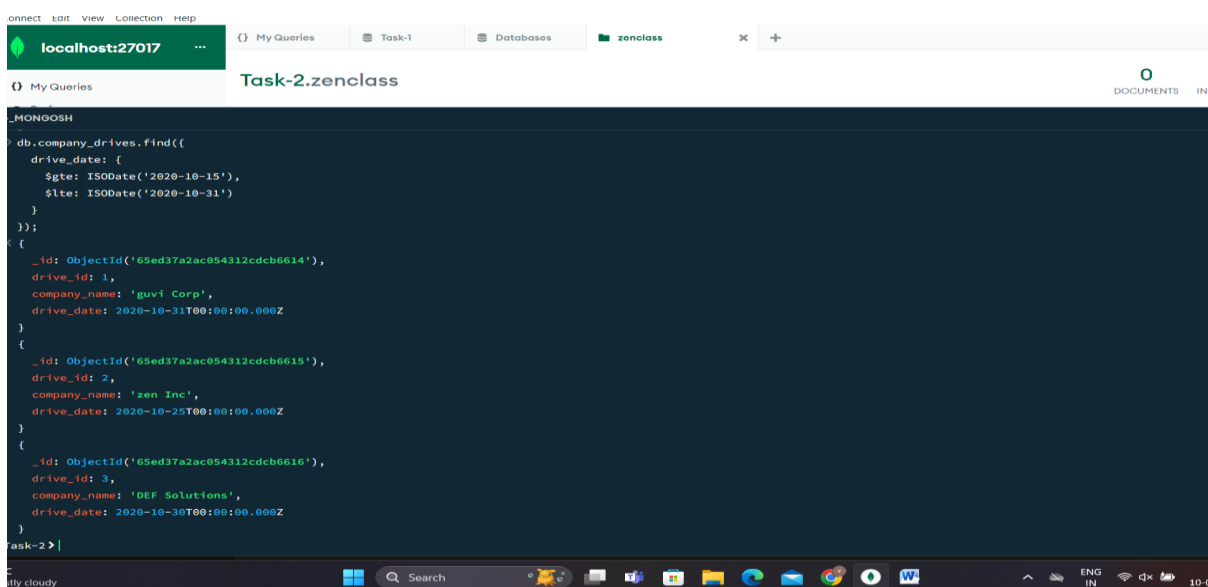 Connect Edit View Collection Help
localhost:27017 ...
{} My Queries Task-1 Databases zenclass × +
{} My Queries
Task-2.zenclass
0
DOCUMENTS IN
_MONGOSH
> db.company_drives.find({
drive_date: {
$gte: ISODate('2020-10-15'),
$lte: ISODate('2020-10-31')
}
});
< {
_id: ObjectId('65ed37a2ac054312cdcb6614'),
drive_id: 1,
company_name: 'guvi Corp',
drive_date: 2020-10-31T00:00:00.000Z
}
{
_id: ObjectId('65ed37a2ac054312cdcb6615'),
drive_id: 2,
company_name: 'zen Inc',
drive_date: 2020-10-25T00:00:00.000Z
}
{
_id: ObjectId('65ed37a2ac054312cdcb6616'),
drive_id: 3,
company_name: 'DEF Solutions',
drive_date: 2020-10-30T00:00:00.000Z
}
Task-2>
cloudy
Search
ENG
IN
10-